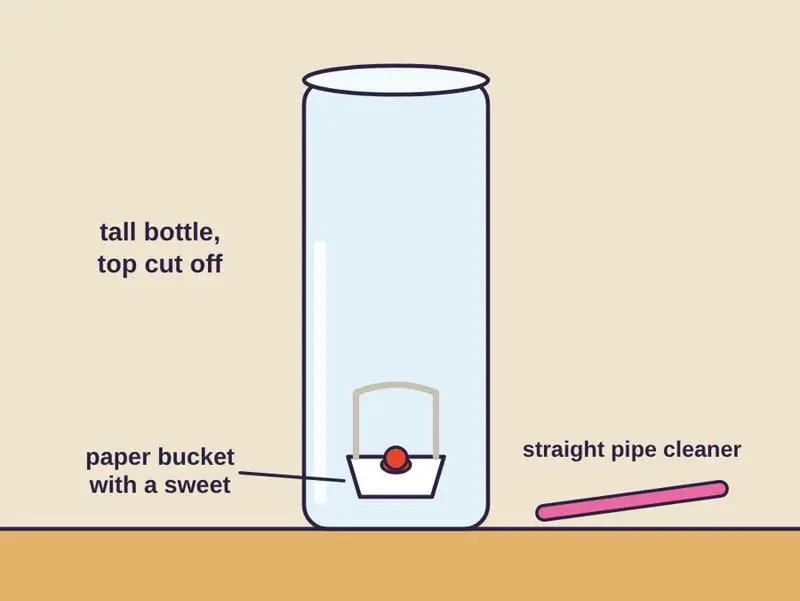 tall bottle,
top cut off
paper bucket
with a sweet
straight pipe cleaner